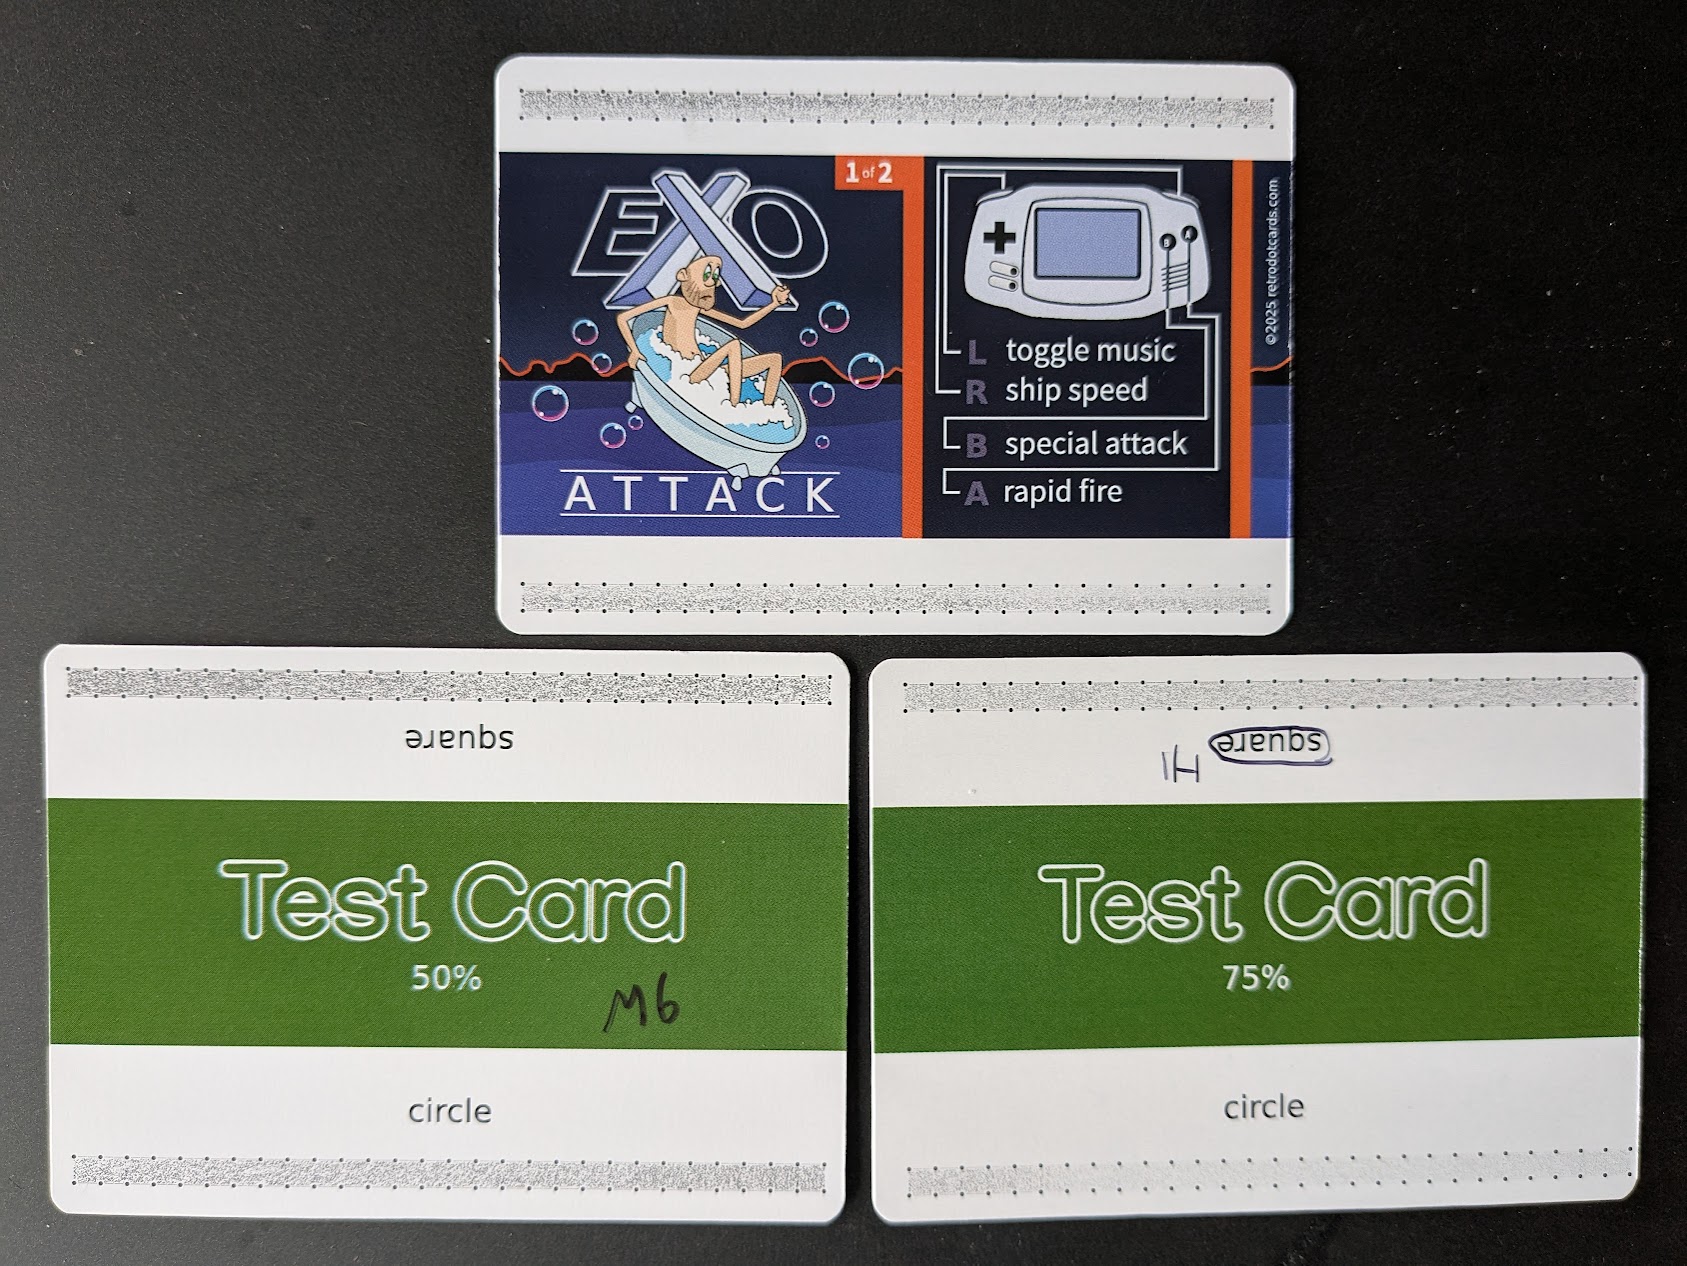 EXO
ATTACK
1 of 2
B A
L toggle music
R ship speed
B special attack
A rapid fire
©2025 retrodotcards.com
square
Test Card
50%
M6
circle
square
Test Card
75%
circle